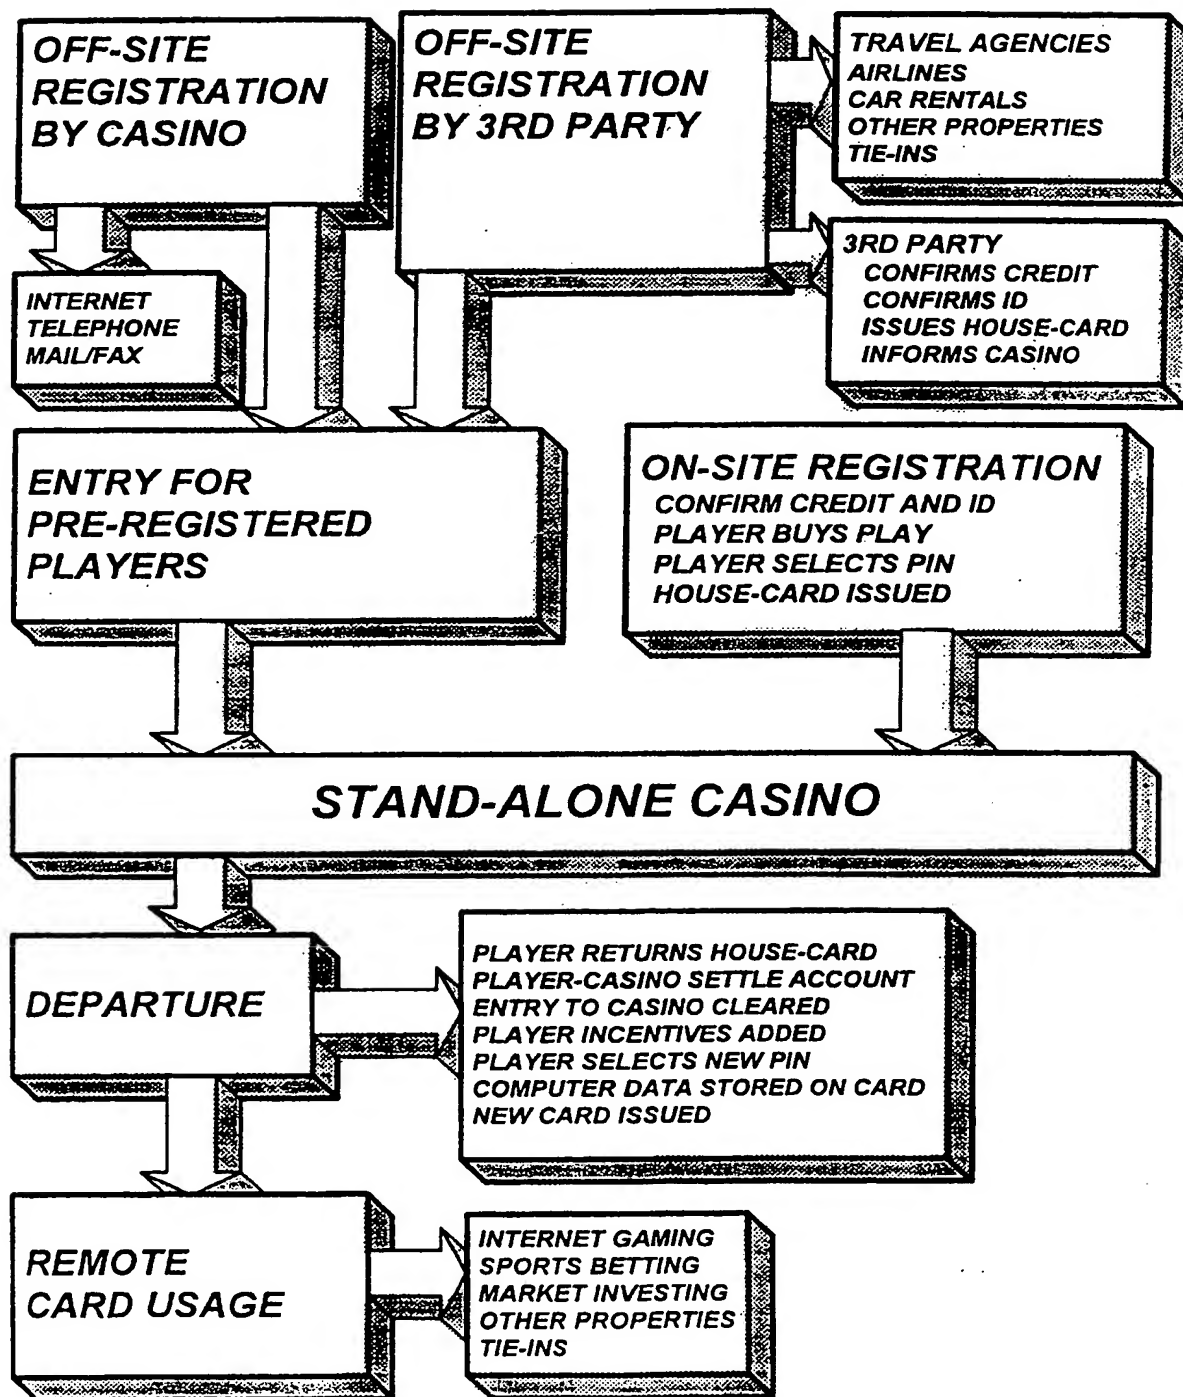 OFF-SITE
REGISTRATION
BY CASINO
OFF-SITE
REGISTRATION
BY 3RD PARTY
TRAVEL AGENCIES
AIRLINES
CAR RENTALS
OTHER PROPERTIES
TIE-INS
3RD PARTY
CONFIRMS CREDIT
CONFIRMS ID
ISSUES HOUSE-CARD
INFORMS CASINO
INTERNET
TELEPHONE
MAIL/FAX
ENTRY FOR
PRE-REGISTERED
PLAYERS
ON-SITE REGISTRATION
CONFIRM CREDIT AND ID
PLAYER BUYS PLAY
PLAYER SELECTS PIN
HOUSE-CARD ISSUED
STAND-ALONE CASINO
DEPARTURE
PLAYER RETURNS HOUSE-CARD
PLAYER-CASINO SETTLE ACCOUNT
ENTRY TO CASINO CLEARED
PLAYER INCENTIVES ADDED
PLAYER SELECTS NEW PIN
COMPUTER DATA STORED ON CARD
NEW CARD ISSUED
REMOTE
CARD USAGE
INTERNET GAMING
SPORTS BETTING
MARKET INVESTING
OTHER PROPERTIES
TIE-INS